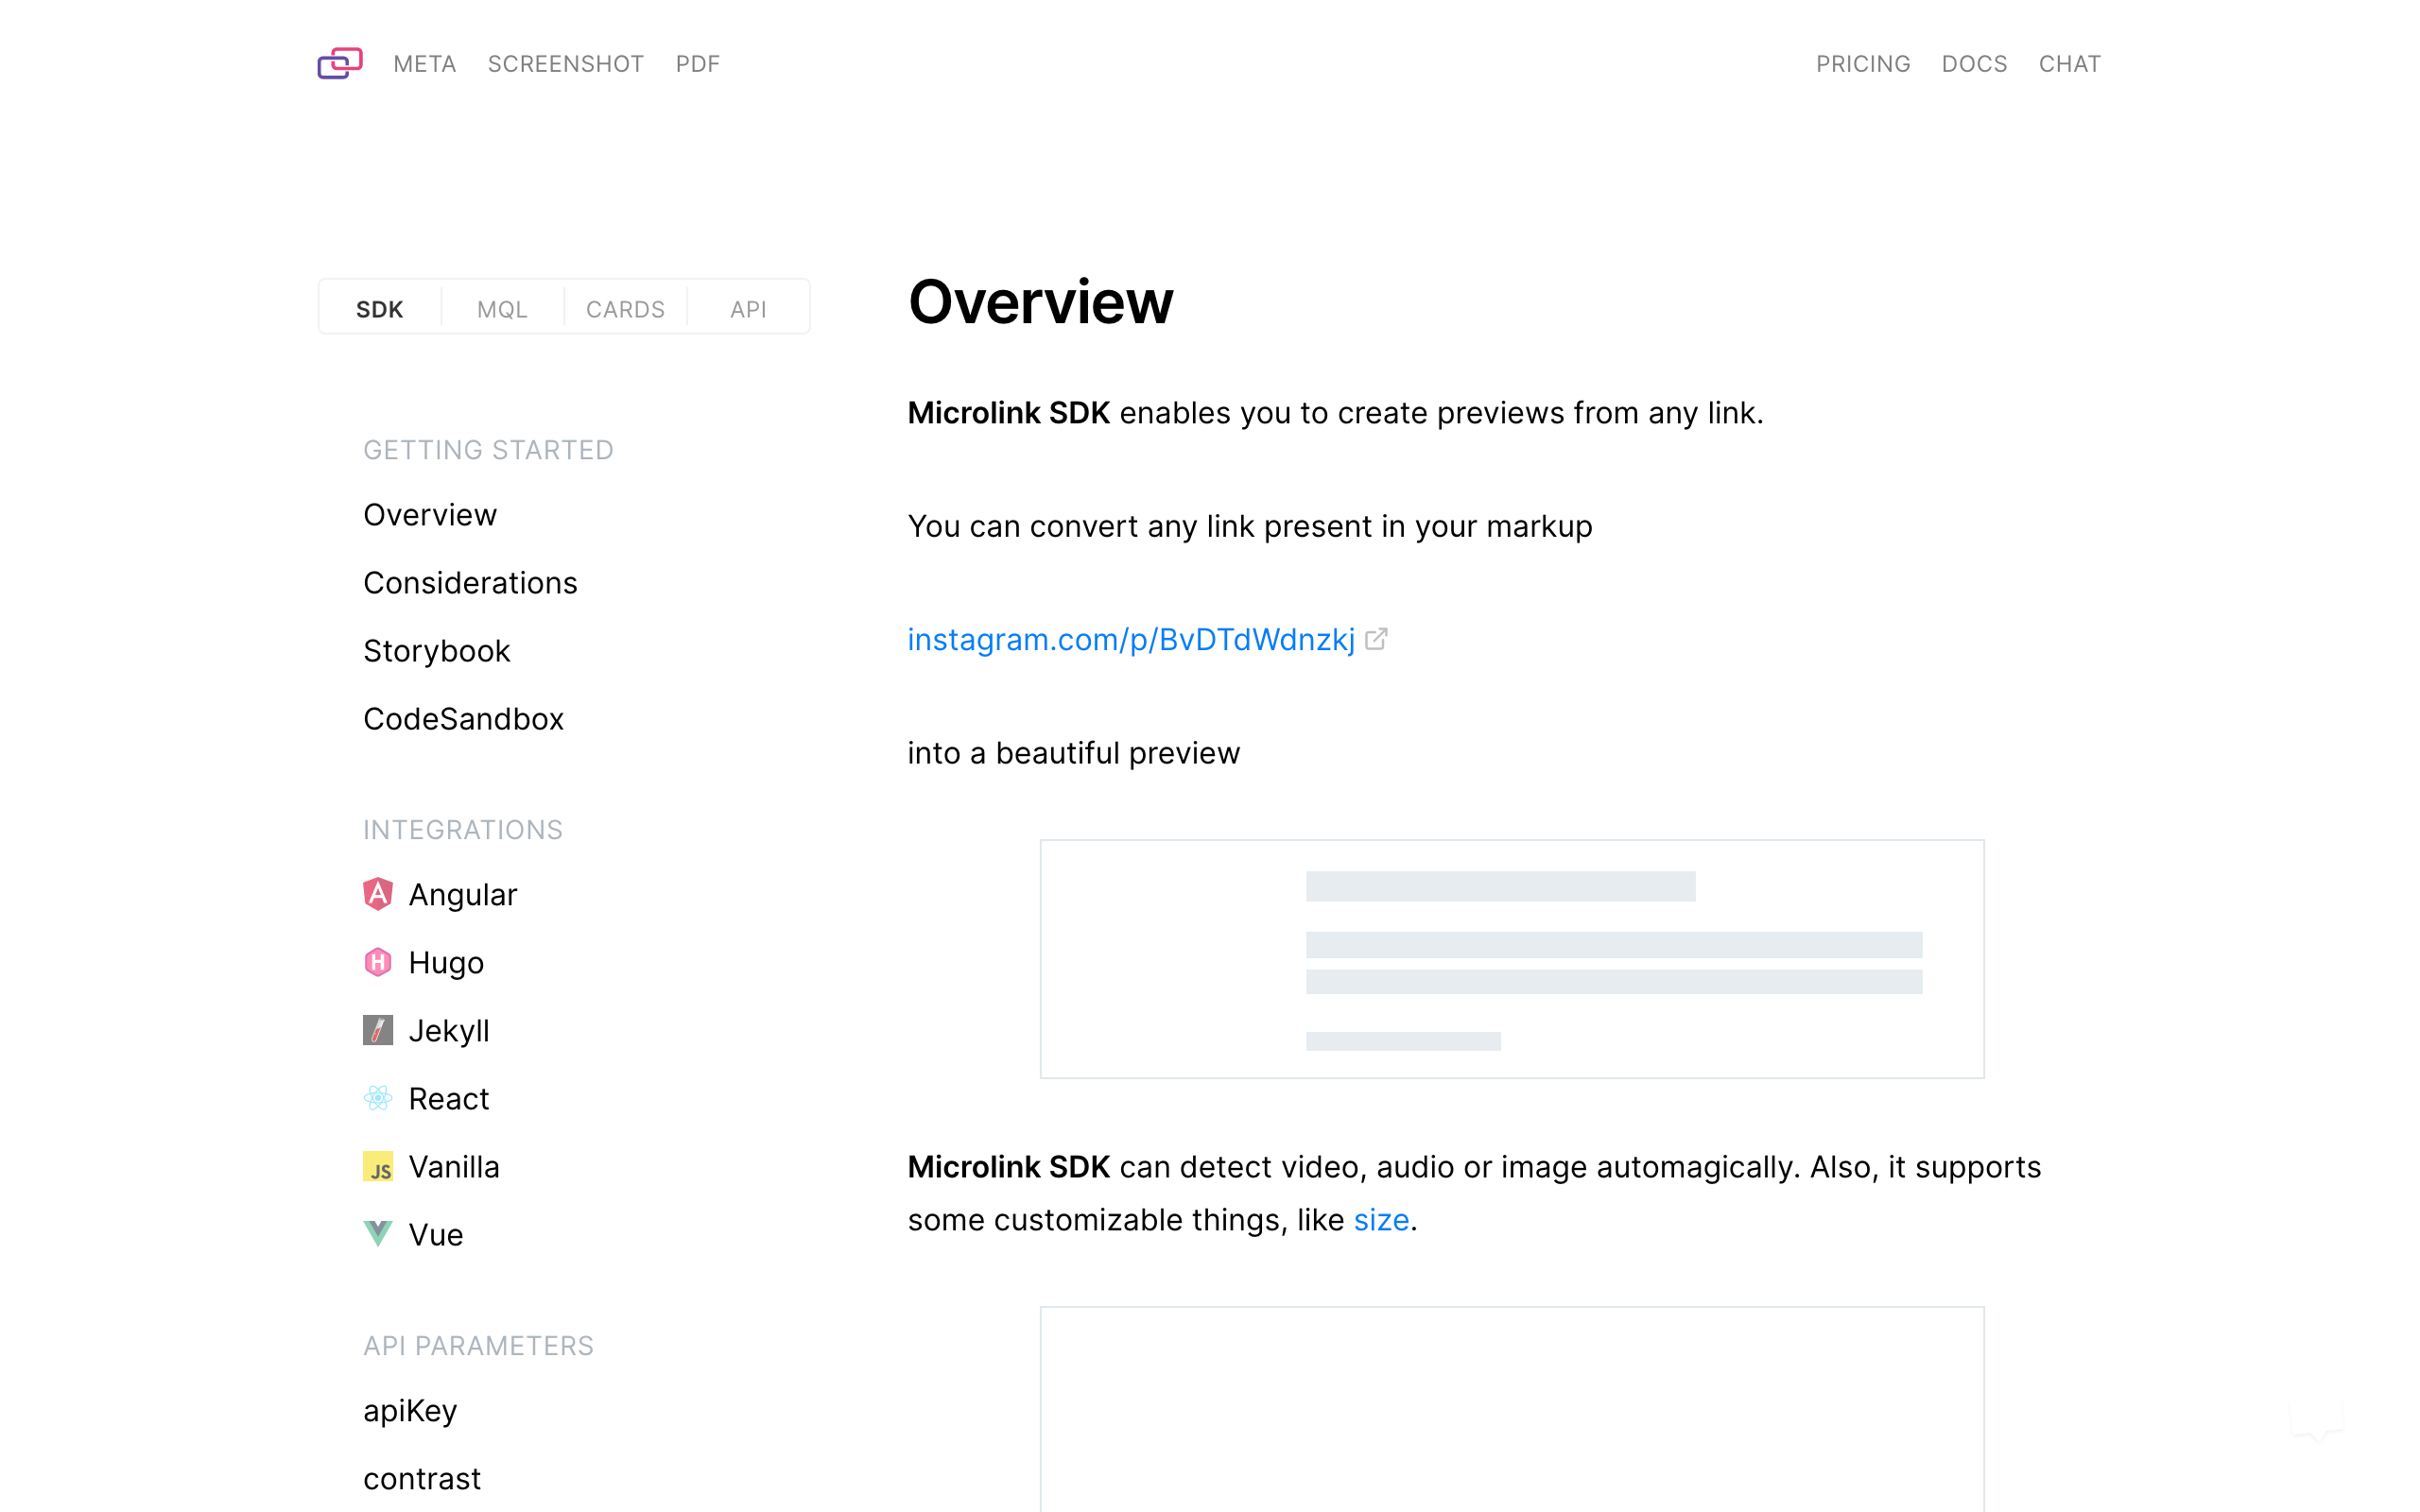 META SCREENSHOT PDF
PRICING DOCS CHAT
SDK MQL CARDS API
GETTING STARTED
Overview
Considerations
Storybook
CodeSandbox
INTEGRATIONS
Angular
Hugo
Jekyll
React
JS Vanilla
Vue
API PARAMETERS
apiKey
contrast
Overview
Microlink SDK enables you to create previews from any link.
You can convert any link present in your markup
instagram.com/p/BvDTdWdnzkj
into a beautiful preview
Microlink SDK can detect video, audio or image automagically. Also, it supports
some customizable things, like size.